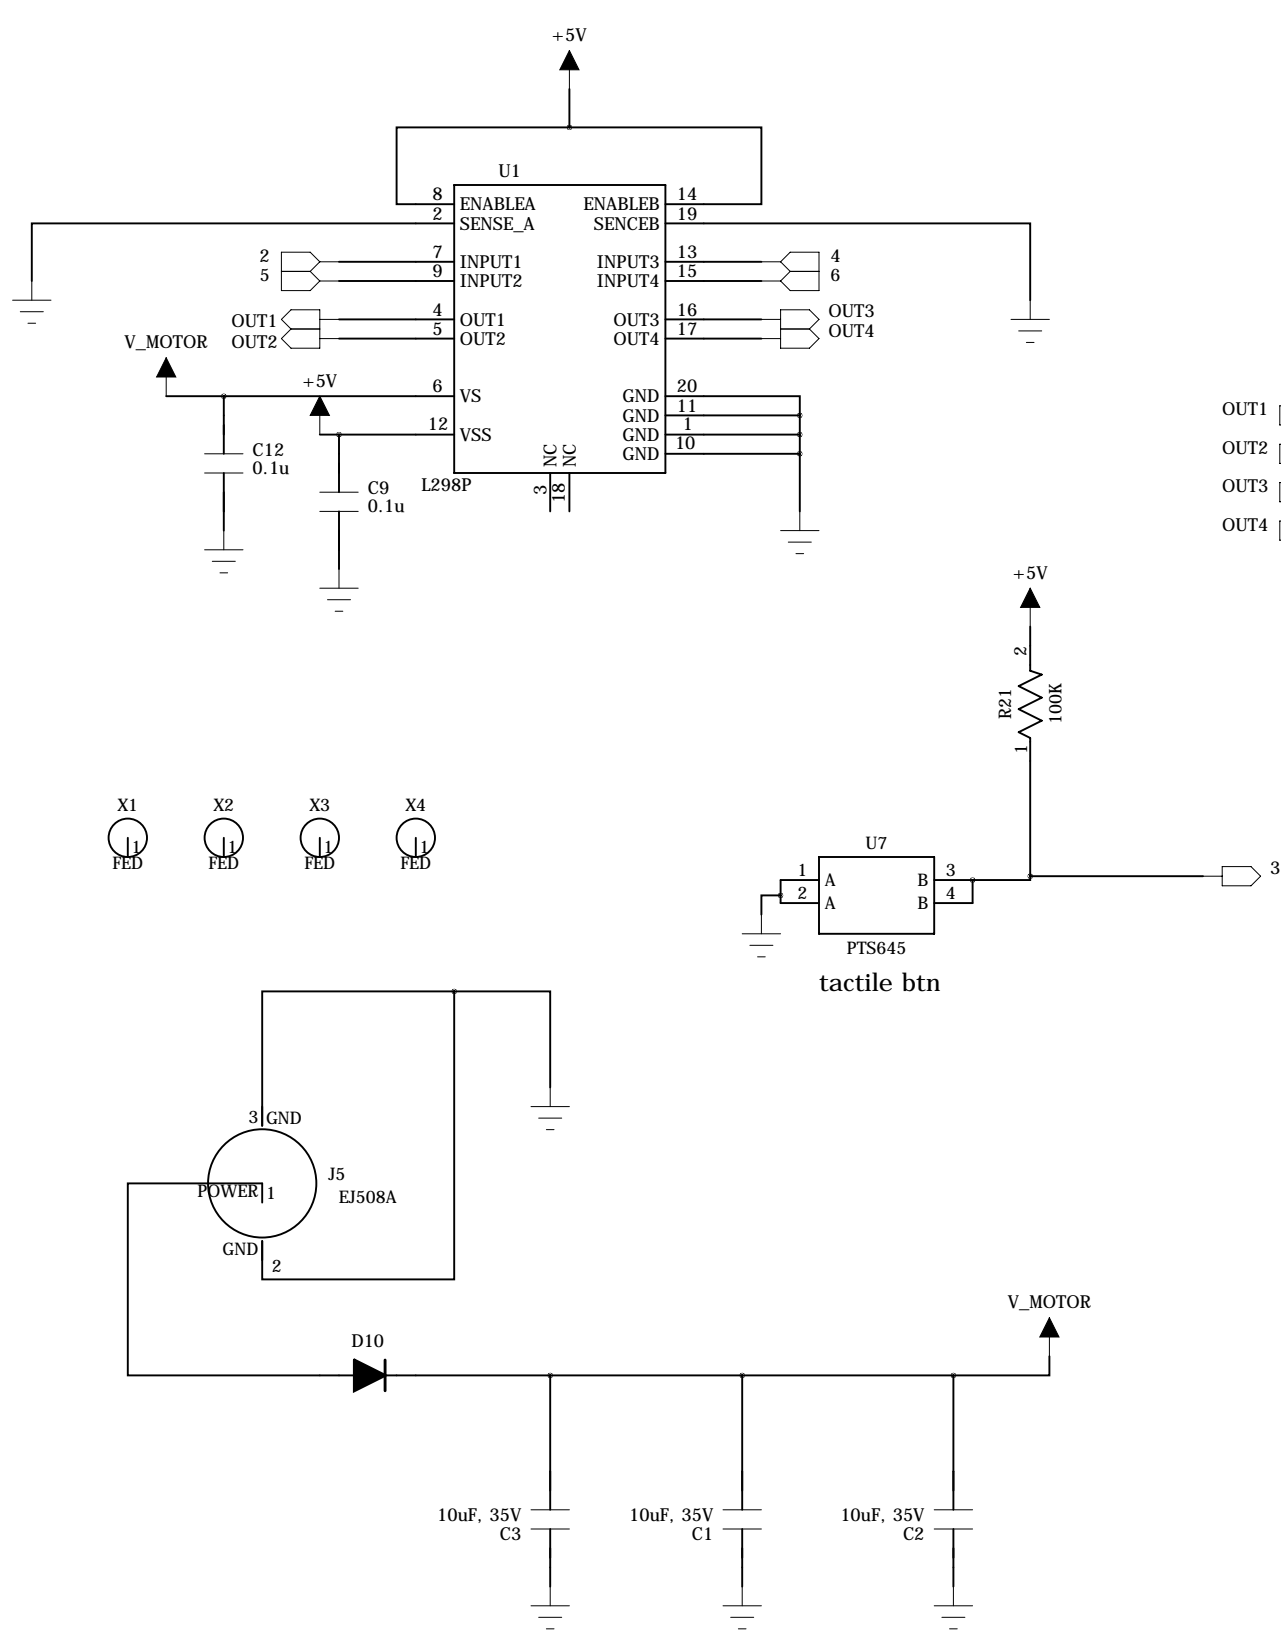 +5V
U1
8 ENABLEA ENABLEB 14
2 SENSE_A SENCEB 19
2 7 INPUT1 INPUT3 13 4
5 9 INPUT2 INPUT4 15 6
OUT1 4 OUT1 OUT3 16 OUT3
OUT2 5 OUT2 OUT4 17 OUT4
V_MOTOR
+5V
6 VS GND 20
GND 11
12 VSS GND 1
GND 10
NC NC
3 18
L298P
C12
0.1u
C9
0.1u
OUT1
OUT2
OUT3
OUT4
+5V
2
R21
100K
1
X1 X2 X3 X4
1 1 1 1
FED FED FED FED
U7
1 A B 3
2 A B 4
3
PTS645
tactile btn
3 GND
J5
POWER 1 EJ508A
GND
2
V_MOTOR
D10
10uF, 35V 10uF, 35V 10uF, 35V
C3 C1 C2